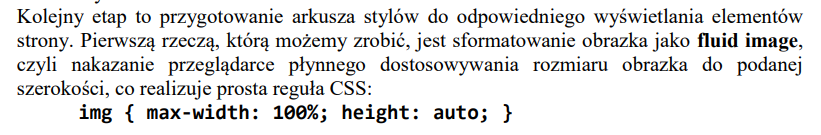 Kolejny etap to przygotowanie arkusza stylów do odpowiedniego wyświetlania elementów
strony. Pierwszą rzeczą, którą możemy zrobić, jest sformatowanie obrazka jako fluid image,
czyli nakazanie przeglądarce płynnego dostosowywania rozmiaru obrazka do podanej
szerokości, co realizuje prosta reguła CSS:
img { max-width: 100%; height: auto; }